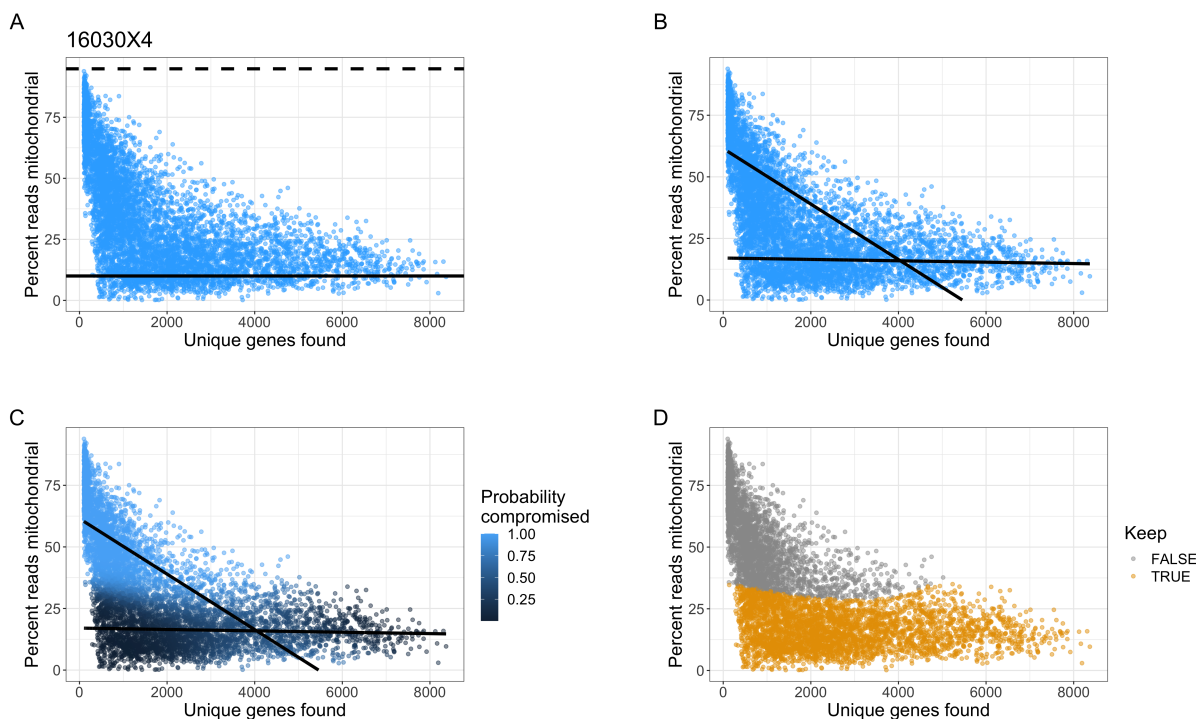 A
16030X4
Percent reads mitochondrial
75
50
25
0
0 2000 4000 6000 8000
Unique genes found
B
Percent reads mitochondrial
75
50
25
0
0 2000 4000 6000 8000
Unique genes found
C
Percent reads mitochondrial
75
50
25
0
0 2000 4000 6000 8000
Unique genes found
Probability
compromised
1.00
0.75
0.50
0.25
D
Percent reads mitochondrial
75
50
25
0
0 2000 4000 6000 8000
Unique genes found
Keep
FALSE
TRUE